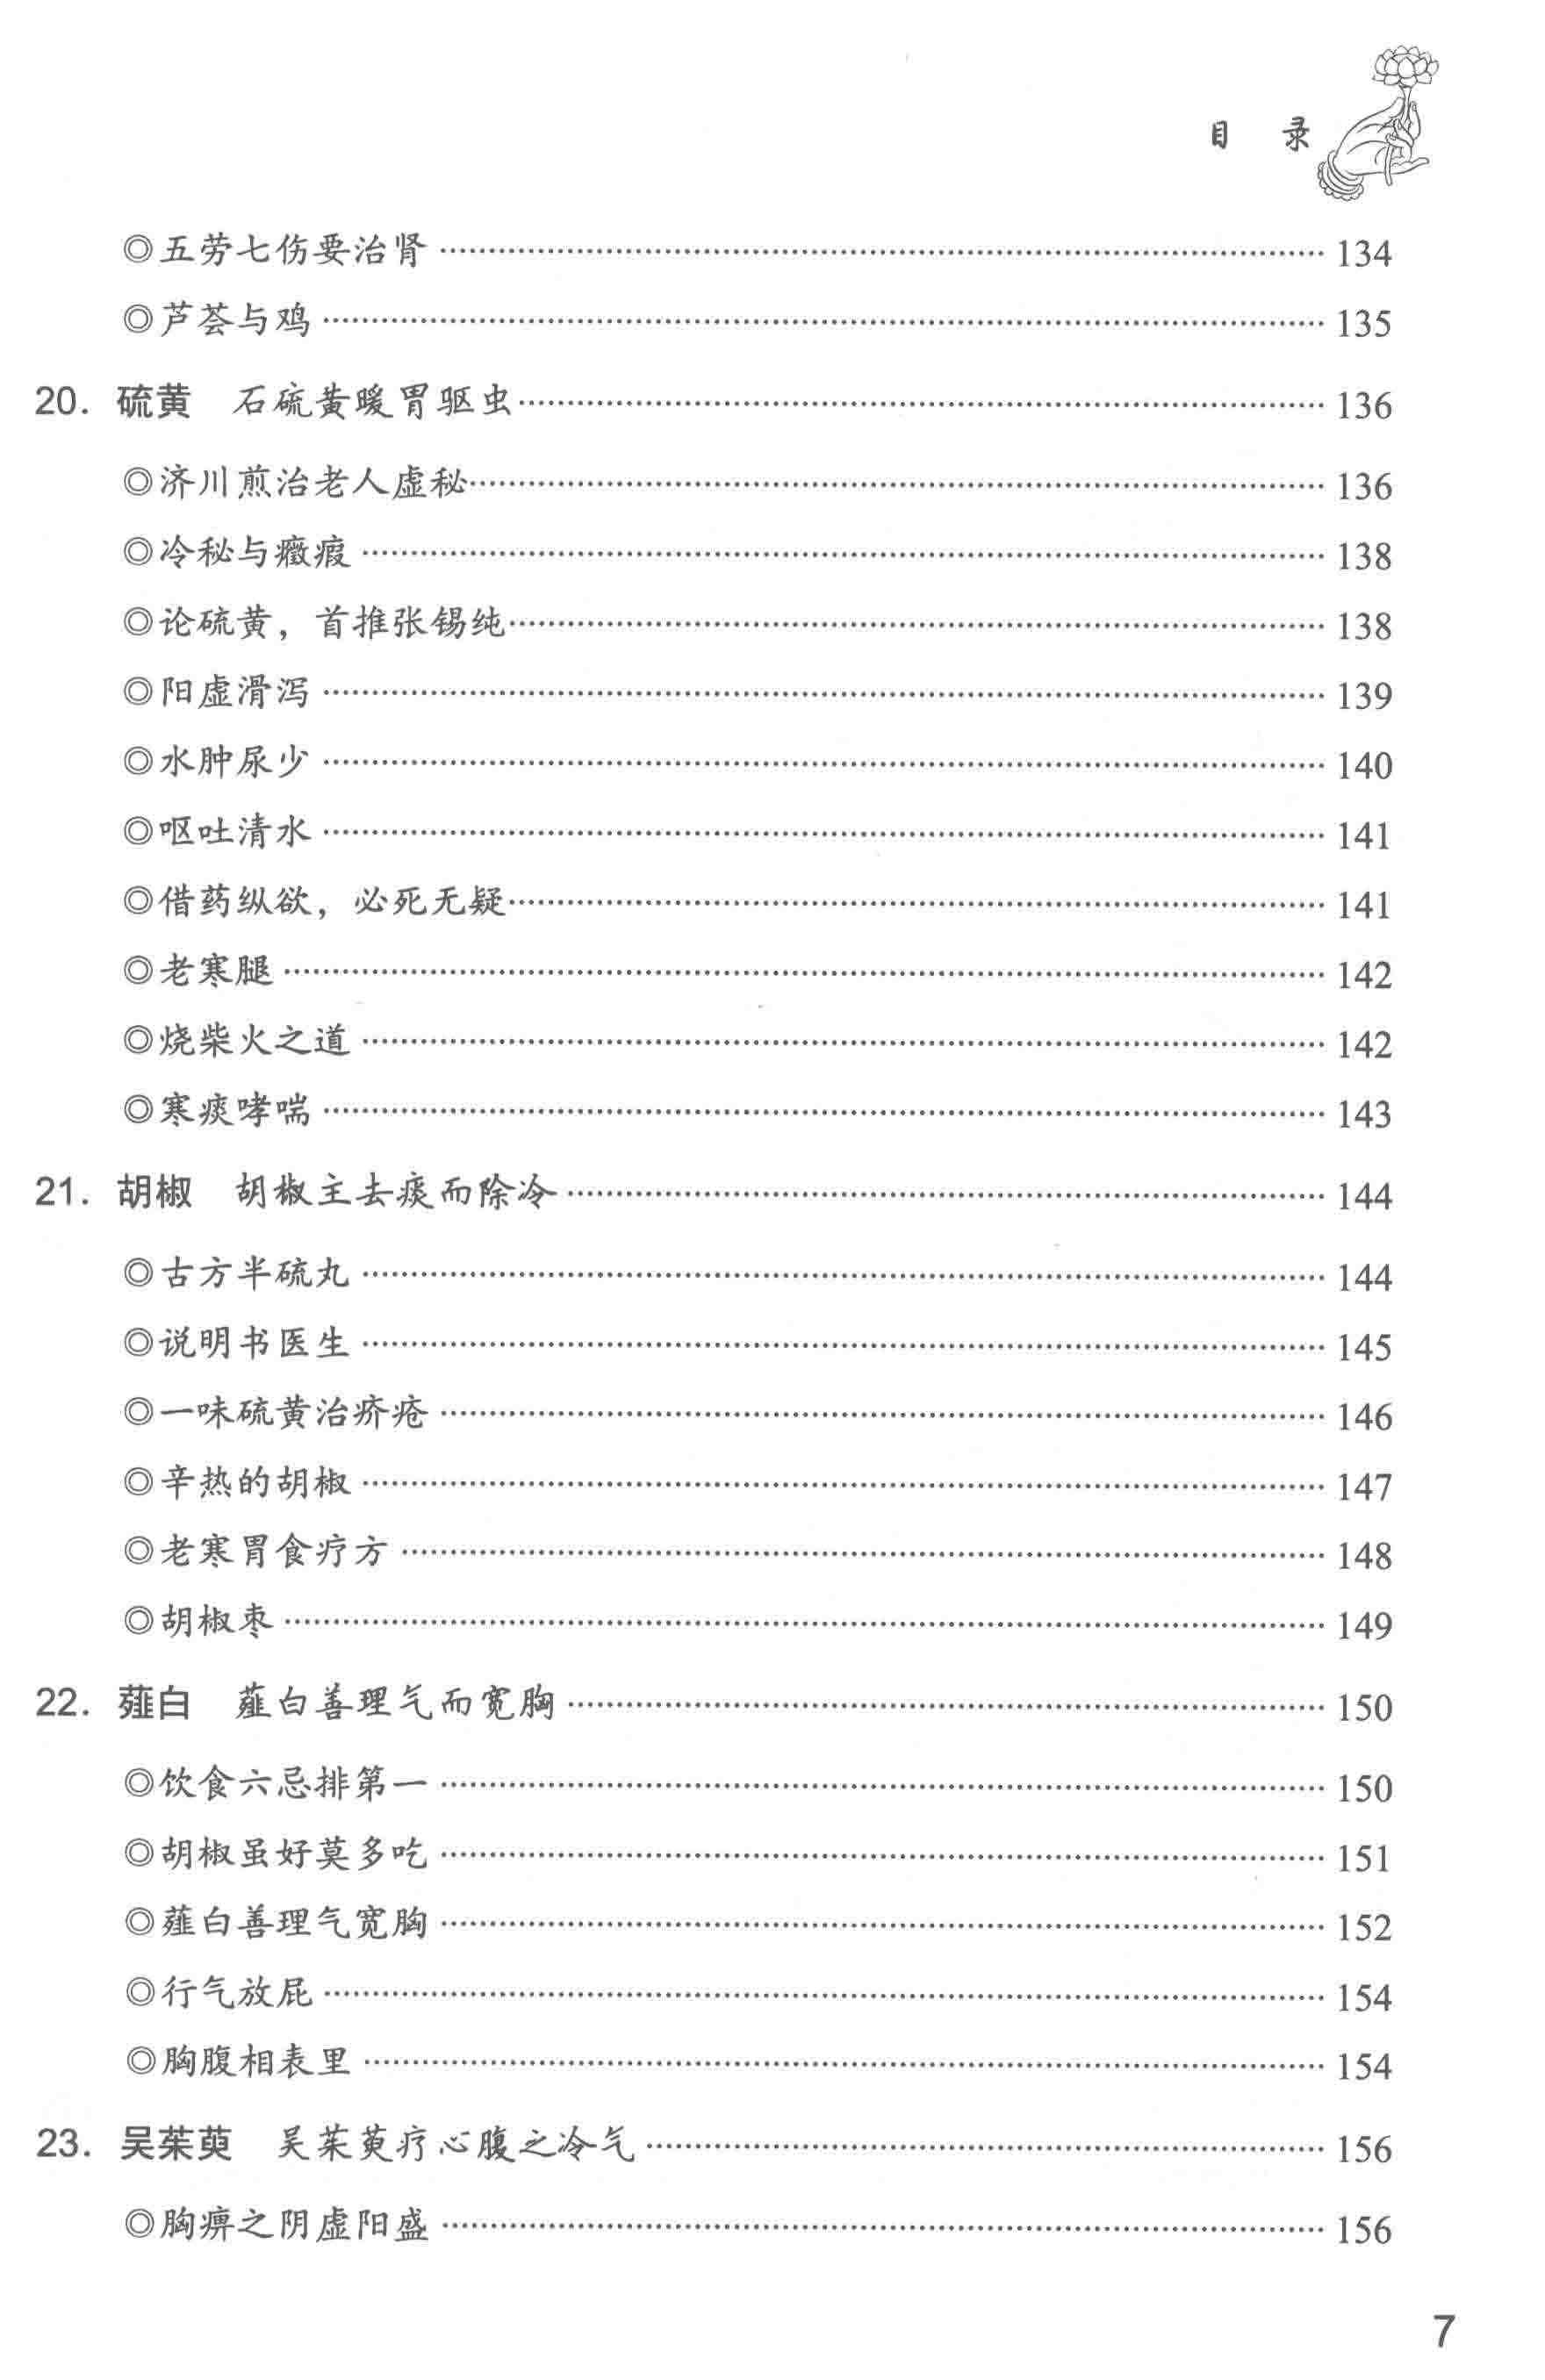 目 录
◎五劳七伤要治肾 134
◎芦荟与鸡 135
20. 硫黄 石硫黄暖胃驱虫 136
◎济川煎治老人虚秘 136
◎冷秘与癥瘕 138
◎论硫黄，首推张锡纯 138
◎阳虚滑泻 139
◎水肿尿少 140
◎呕吐清水 141
◎借药纵欲，必死无疑 141
◎老寒腿 142
◎烧柴火之道 142
◎寒痰哮喘 143
21. 胡椒 胡椒主去痰而除冷 144
◎古方半硫丸 144
◎说明书医生 145
◎一味硫黄治疥疮 146
◎辛热的胡椒 147
◎老寒胃食疗方 148
◎胡椒枣 149
22. 薤白 薤白善理气而宽胸 150
◎饮食六忌排第一 150
◎胡椒虽好莫多吃 151
◎薤白善理气宽胸 152
◎行气放屁 154
◎胸腹相表里 154
23. 吴茱萸 吴茱萸疗心腹之冷气 156
◎胸痹之阴虚阳盛 156
7